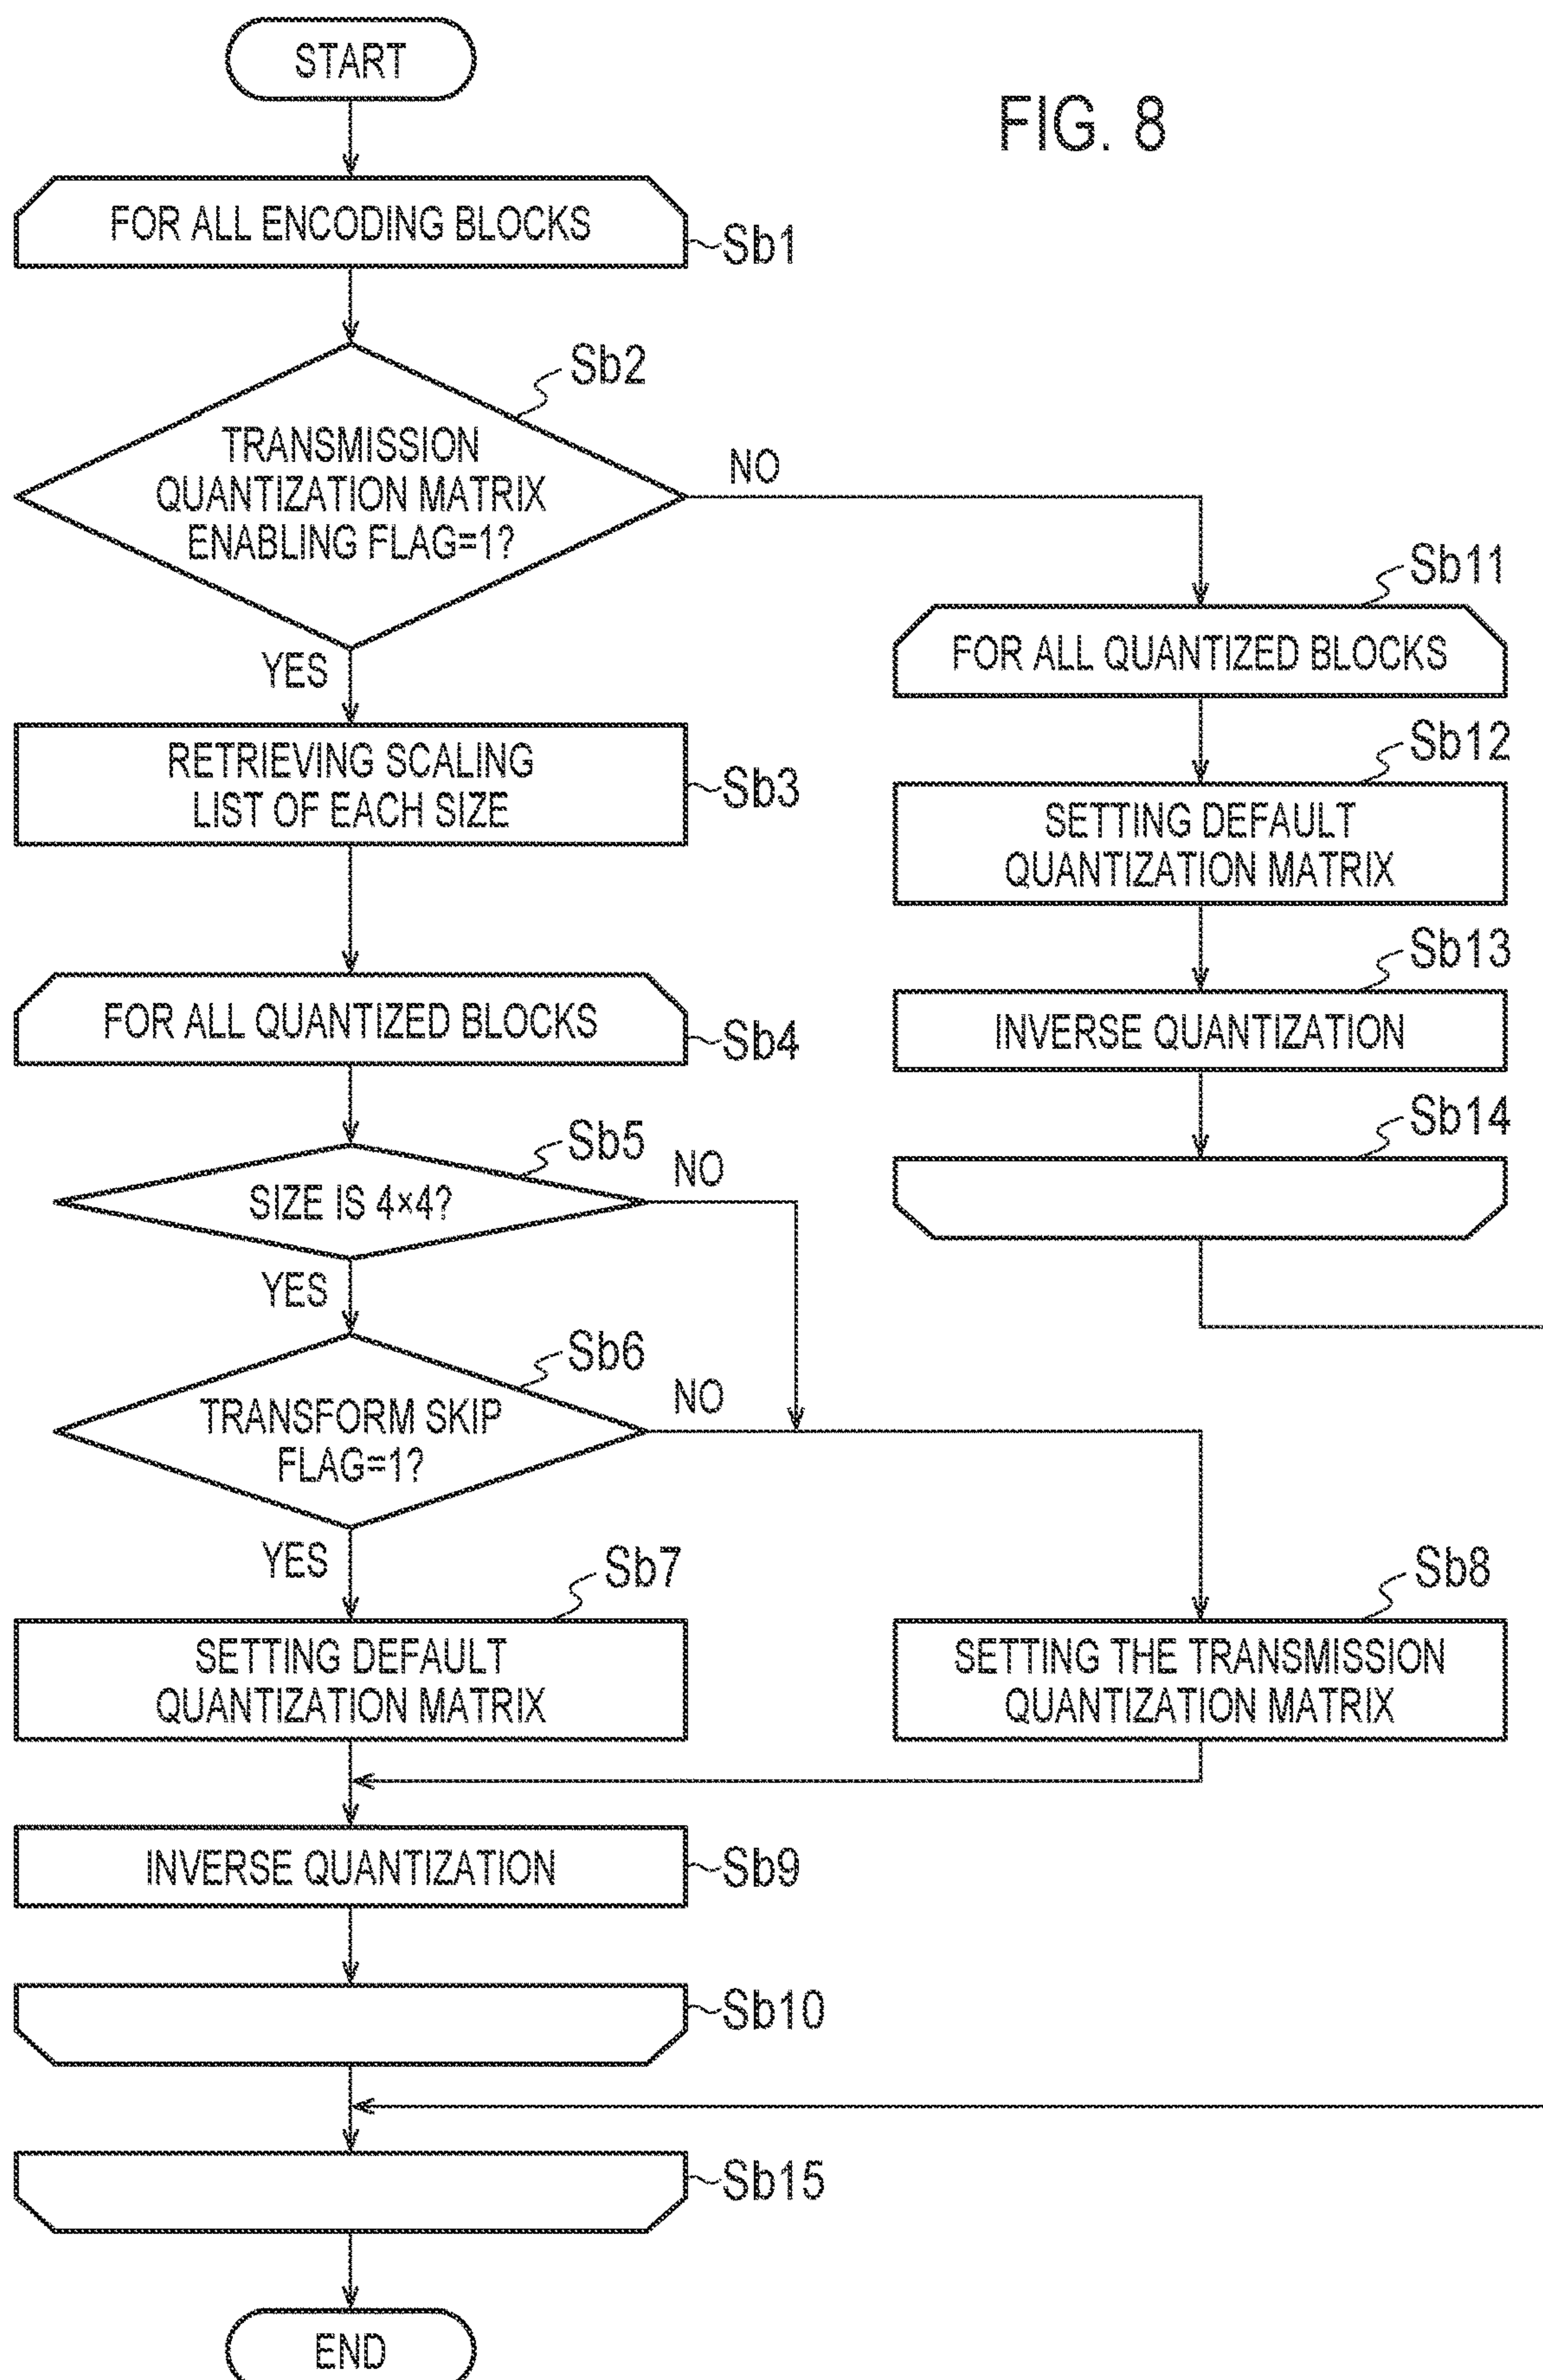 START
FIG. 8
FOR ALL ENCODING BLOCKS
Sb1
Sb2
TRANSMISSION
QUANTIZATION MATRIX
ENABLING FLAG=1?
NO
YES
Sb11
FOR ALL QUANTIZED BLOCKS
Sb12
SETTING DEFAULT
QUANTIZATION MATRIX
Sb13
INVERSE QUANTIZATION
Sb14
RETRIEVING SCALING
LIST OF EACH SIZE
Sb3
FOR ALL QUANTIZED BLOCKS
Sb4
Sb5
SIZE IS 4×4?
NO
YES
Sb6
TRANSFORM SKIP
FLAG=1?
NO
YES
Sb7
SETTING DEFAULT
QUANTIZATION MATRIX
Sb8
SETTING THE TRANSMISSION
QUANTIZATION MATRIX
INVERSE QUANTIZATION
Sb9
Sb10
Sb15
END